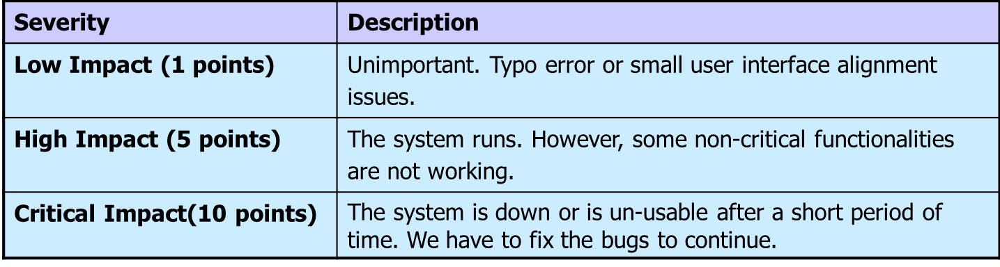 Severity
Description
Low Impact (1 points)
Unimportant. Typo error or small user interface alignment
issues.
High Impact (5 points)
The system runs. However, some non-critical functionalities
are not working.
Critical Impact(10 points)
The system is down or is un-usable after a short period of
time. We have to fix the bugs to continue.